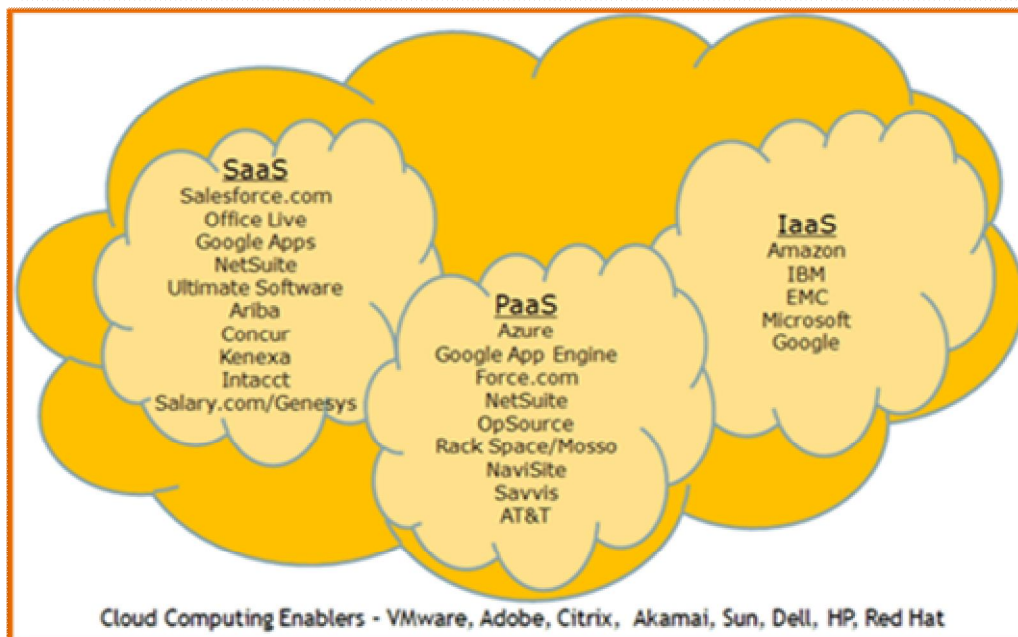 SaaS
Salesforce.com
Office Live
Google Apps
NetSuite
Ultimate Software
Ariba
Concur
Kenexa
Intacct
Salary.com/Genesys
PaaS
Azure
Google App Engine
Force.com
NetSuite
OpSource
Rack Space/Mosso
NaviSite
Savvis
AT&T
IaaS
Amazon
IBM
EMC
Microsoft
Google
Cloud Computing Enablers - VMware, Adobe, Citrix, Akamai, Sun, Dell, HP, Red Hat